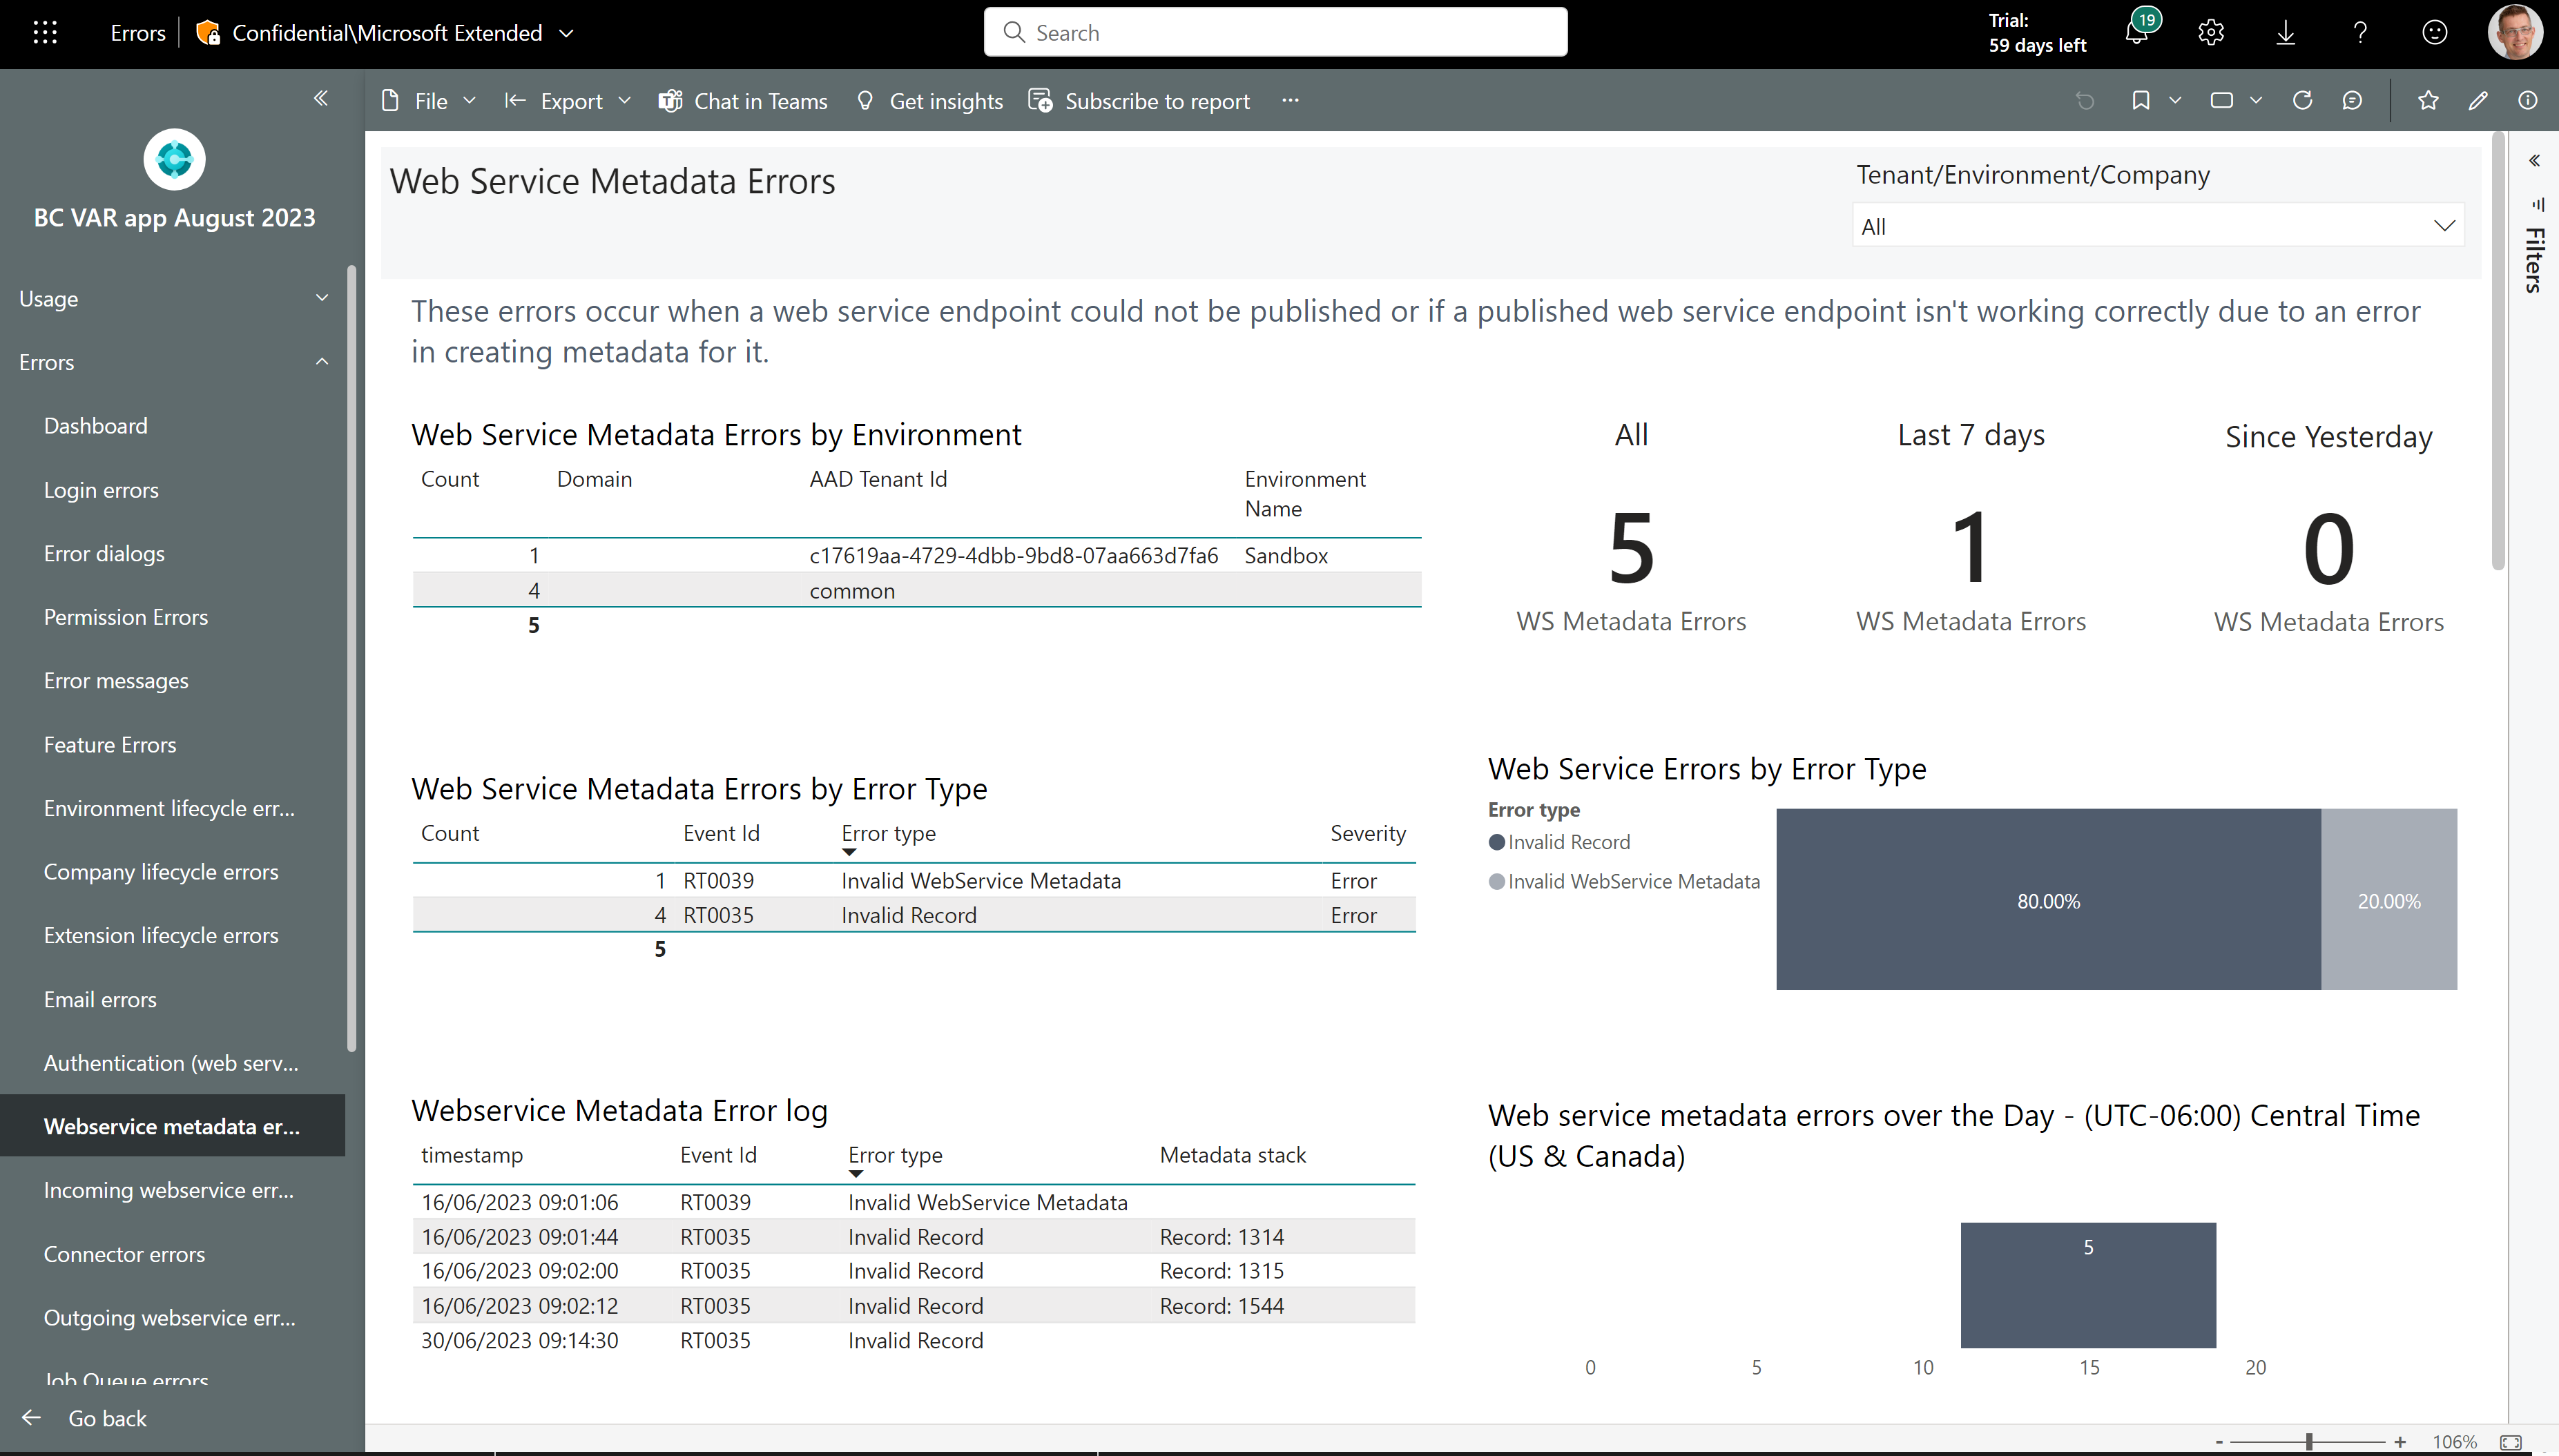 Errors
Confidential\Microsoft Extended
Search
Trial:
59 days left
19
File
Export
Chat in Teams
Get insights
Subscribe to report
BC VAR app August 2023
Usage
Errors
Dashboard
Login errors
Error dialogs
Permission Errors
Error messages
Feature Errors
Environment lifecycle err...
Company lifecycle errors
Extension lifecycle errors
Email errors
Authentication (web serv...
Webservice metadata er...
Incoming webservice err...
Connector errors
Outgoing webservice err...
Job Queue errors
Go back
Web Service Metadata Errors
Tenant/Environment/Company
All
Filters
These errors occur when a web service endpoint could not be published or if a published web service endpoint isn't working correctly due to an error
in creating metadata for it.
Web Service Metadata Errors by Environment
Count Domain AAD Tenant Id Environment
Name
1 c17619aa-4729-4dbb-9bd8-07aa663d7fa6 Sandbox
4 common
5
All
5
WS Metadata Errors
Last 7 days
1
WS Metadata Errors
Since Yesterday
0
WS Metadata Errors
Web Service Metadata Errors by Error Type
Count Event Id Error type Severity
1 RT0039 Invalid WebService Metadata Error
4 RT0035 Invalid Record Error
5
Web Service Errors by Error Type
Error type
Invalid Record
Invalid WebService Metadata
80.00%
20.00%
Webservice Metadata Error log
timestamp Event Id Error type Metadata stack
16/06/2023 09:01:06 RT0039 Invalid WebService Metadata
16/06/2023 09:01:44 RT0035 Invalid Record Record: 1314
16/06/2023 09:02:00 RT0035 Invalid Record Record: 1315
16/06/2023 09:02:12 RT0035 Invalid Record Record: 1544
30/06/2023 09:14:30 RT0035 Invalid Record
Web service metadata errors over the Day - (UTC-06:00) Central Time
(US & Canada)
5
0 5 10 15 20
- + 106%